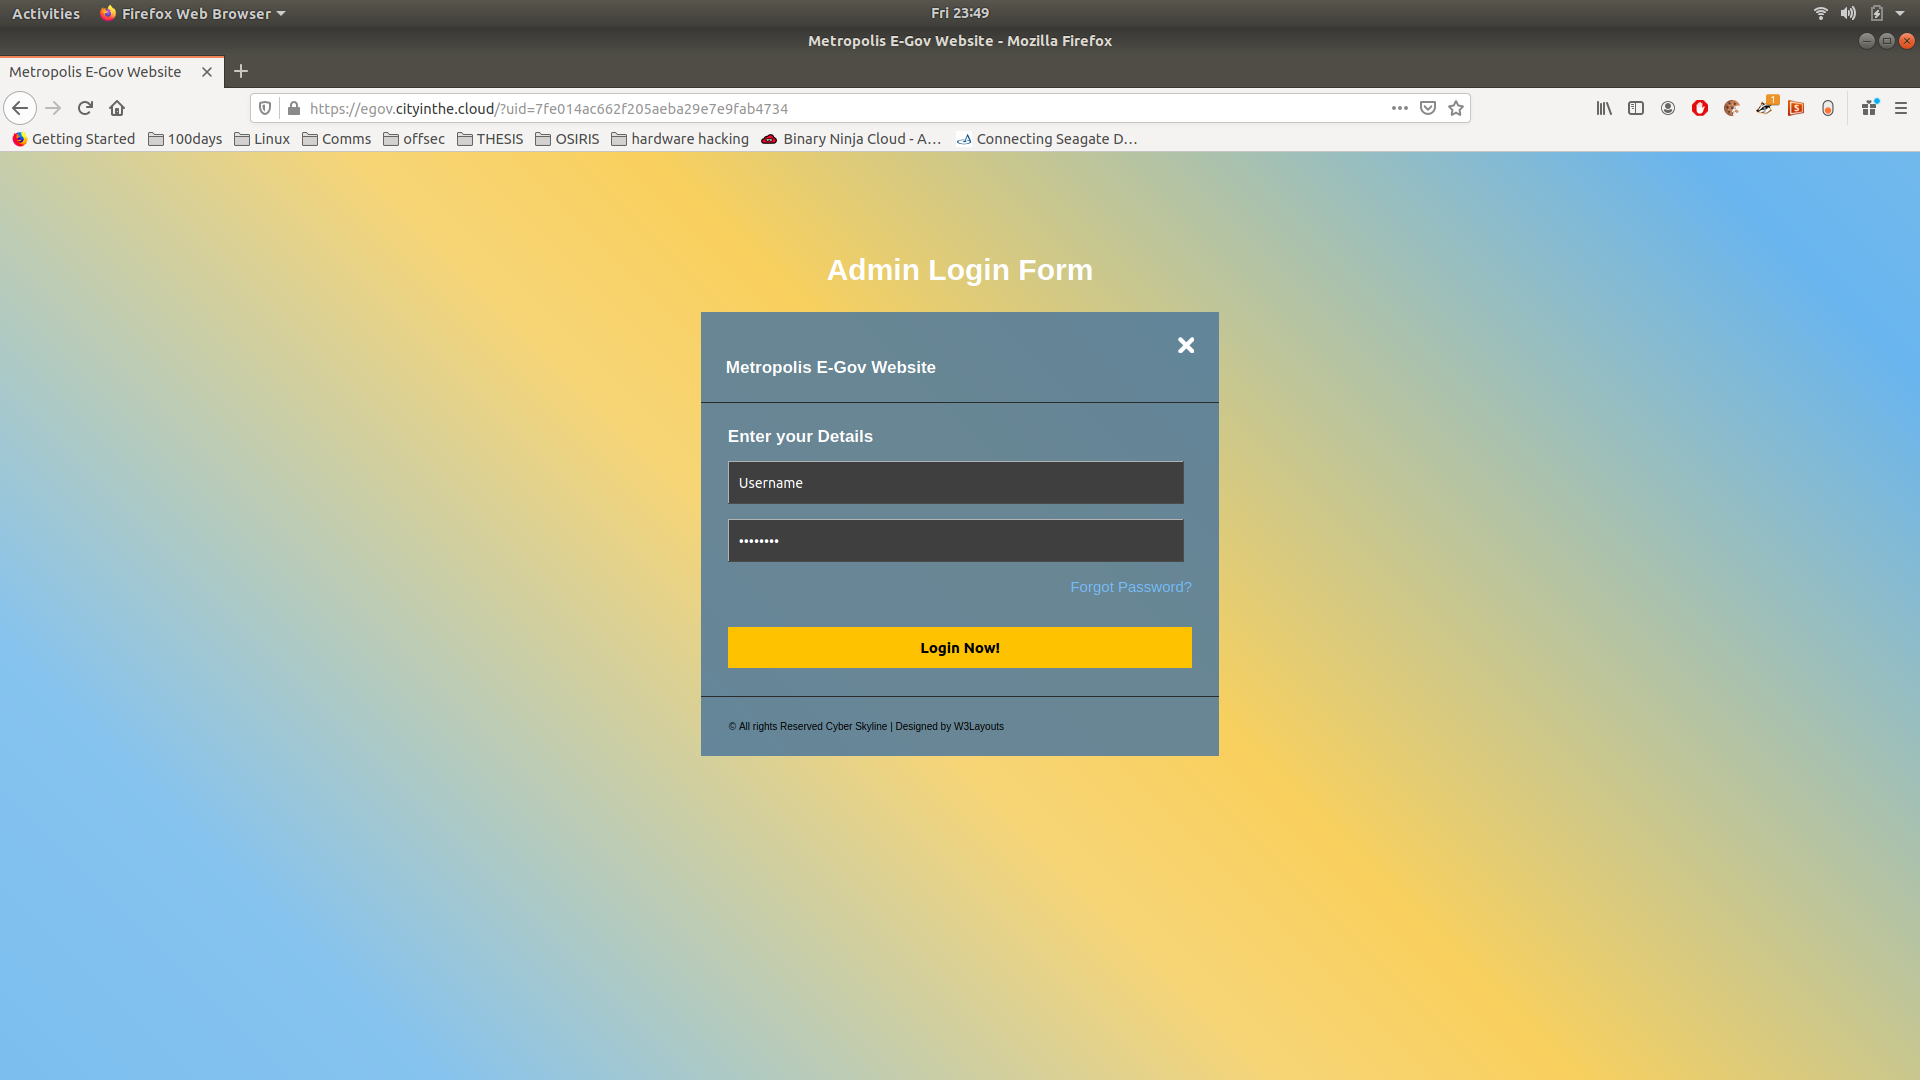 Activities Firefox Web Browser Fri 23:49
Metropolis E-Gov Website - Mozilla Firefox
Metropolis E-Gov Website
https://egov.cityinthe.cloud/?uid=7fe014ac662f205aeba29e7e9fab4734
1
S
Getting Started 100days Linux Comms offsec THESIS OSIRIS hardware hacking Binary Ninja Cloud - A… Connecting Seagate D…
Admin Login Form
Metropolis E-Gov Website
Enter your Details
Username
••••••••
Forgot Password?
Login Now!
© All rights Reserved Cyber Skyline | Designed by W3Layouts